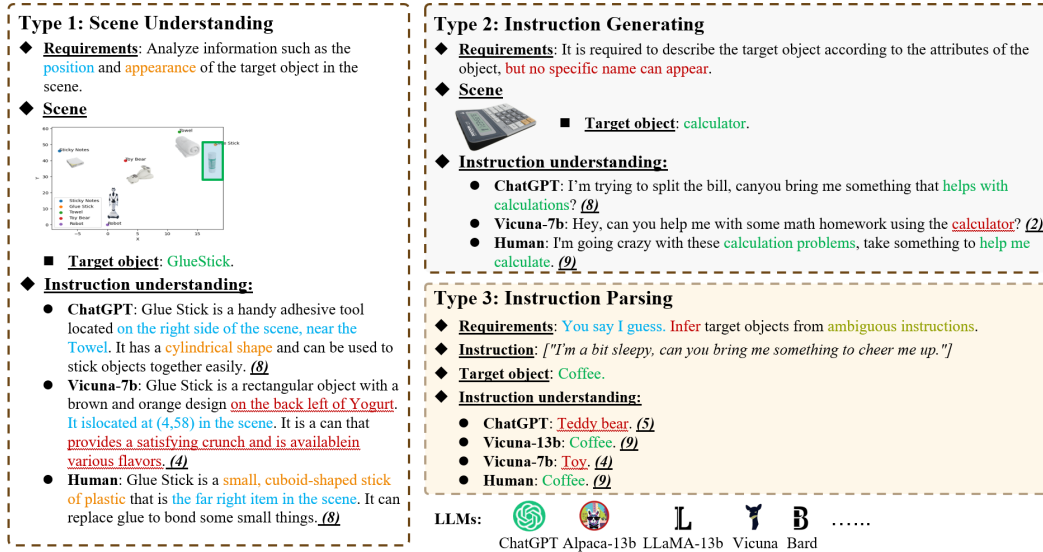 Type 1: Scene Understanding
◆ Requirements: Analyze information such as the
position and appearance of the target object in the
scene.
◆ Scene
60
50
40
30
20
10
0
Y
−5
0
5
10
15
X
Sticky Notes
Toy Bear
Towel
Glue Stick
Robot
Sticky Notes
Glue Stick
Towel
Toy Bear
Robot
■ Target object: GlueStick.
◆ Instruction understanding:
● ChatGPT: Glue Stick is a handy adhesive tool
located on the right side of the scene, near the
Towel. It has a cylindrical shape and can be used to
stick objects together easily. (8)
● Vicuna-7b: Glue Stick is a rectangular object with a
brown and orange design on the back left of Yogurt.
It islocated at (4,58) in the scene. It is a can that
provides a satisfying crunch and is availablein
various flavors. (4)
● Human: Glue Stick is a small, cuboid-shaped stick
of plastic that is the far right item in the scene. It can
replace glue to bond some small things. (8)
Type 2: Instruction Generating
◆ Requirements: It is required to describe the target object according to the attributes of the
object, but no specific name can appear.
◆ Scene
■ Target object: calculator.
◆ Instruction understanding:
● ChatGPT: I'm trying to split the bill, canyou bring me something that helps with
calculations? (8)
● Vicuna-7b: Hey, can you help me with some math homework using the calculator? (2)
● Human: I'm going crazy with these calculation problems, take something to help me
calculate. (9)
Type 3: Instruction Parsing
◆ Requirements: You say I guess. Infer target objects from ambiguous instructions.
◆ Instruction: ["I'm a bit sleepy, can you bring me something to cheer me up."]
◆ Target object: Coffee.
◆ Instruction understanding:
● ChatGPT: Teddy bear. (5)
● Vicuna-13b: Coffee. (9)
● Vicuna-7b: Toy. (4)
● Human: Coffee. (9)
LLMs:
ChatGPT Alpaca-13b LLaMA-13b Vicuna Bard ……